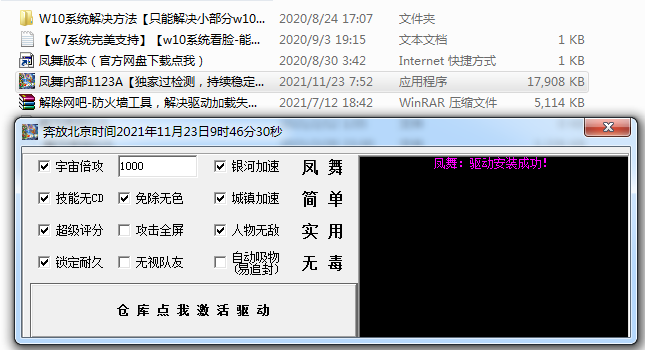 W10系统解决方法【只能解决小部分w10... 2020/8/24 17:07 文件夹
【w7系统完美支持】【w10系统看脸-能... 2020/9/3 19:15 文本文档 1 KB
凤舞版本（官方网盘下载点我） 2020/8/30 3:42 Internet 快捷方式 1 KB
凤舞内部1123A【独家过检测，持续稳定... 2021/11/23 7:52 应用程序 17,908 KB
解除网吧-防火墙工具，解决驱动加载失... 2021/7/12 18:42 WinRAR 压缩文件 5,114 KB
奔放北京时间2021年11月23日9时46分30秒
宇宙倍攻 1000 银河加速 凤 舞
凤舞：驱动安装成功!
技能无CD 免除无色 城镇加速 简 单
超级评分 攻击全屏 人物无敌 实 用
锁定耐久 无视队友 自动吸物 无 毒
(易追封)
仓 库 点 我 激 活 驱 动